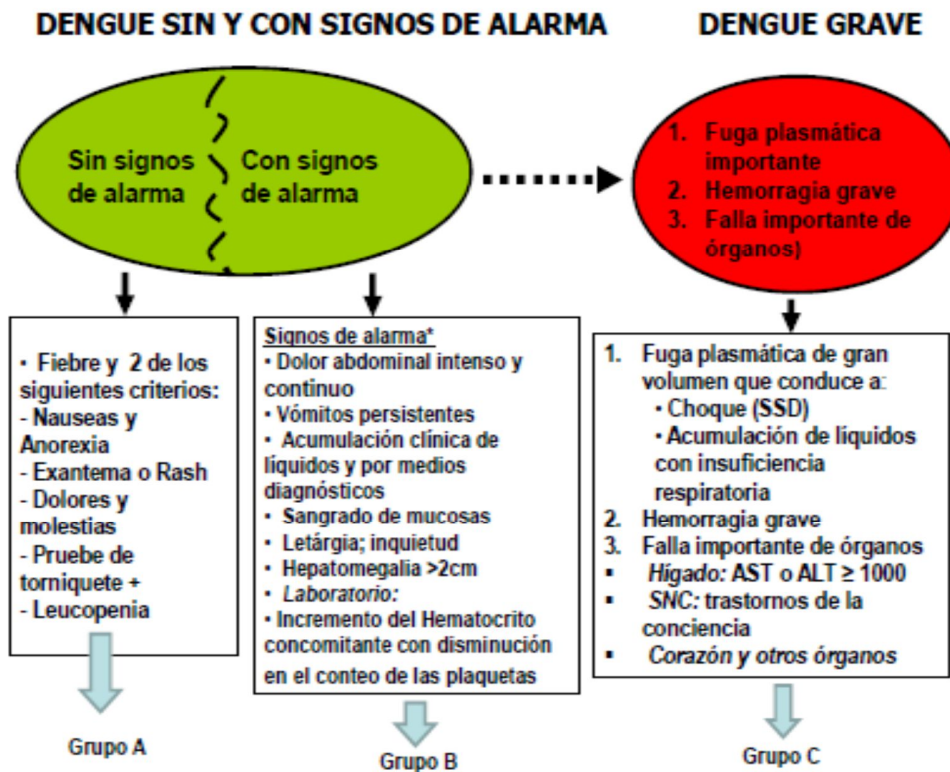 DENGUE SIN Y CON SIGNOS DE ALARMA
DENGUE GRAVE
Sin signos
de alarma
Con signos
de alarma
1. Fuga plasmática
importante
2. Hemorragia grave
3. Falla importante de
órganos)
• Fiebre y 2 de los
siguientes criterios:
- Nauseas y
Anorexia
- Exantema o Rash
- Dolores y
molestias
- Pruebe de
torniquete +
- Leucopenia
Signos de alarma*
• Dolor abdominal intenso y
continuo
• Vómitos persistentes
• Acumulación clínica de
líquidos y por medios
diagnósticos
• Sangrado de mucosas
• Letárgia; inquietud
• Hepatomegalia >2cm
• Laboratorio:
• Incremento del Hematocrito
concomitante con disminución
en el conteo de las plaquetas
1. Fuga plasmática de gran
volumen que conduce a:
• Choque (SSD)
• Acumulación de líquidos
con insuficiencia
respiratoria
2. Hemorragia grave
3. Falla importante de órganos
▪ Hígado: AST o ALT ≥ 1000
▪ SNC: trastornos de la
conciencia
▪ Corazón y otros órganos
Grupo A
Grupo B
Grupo C